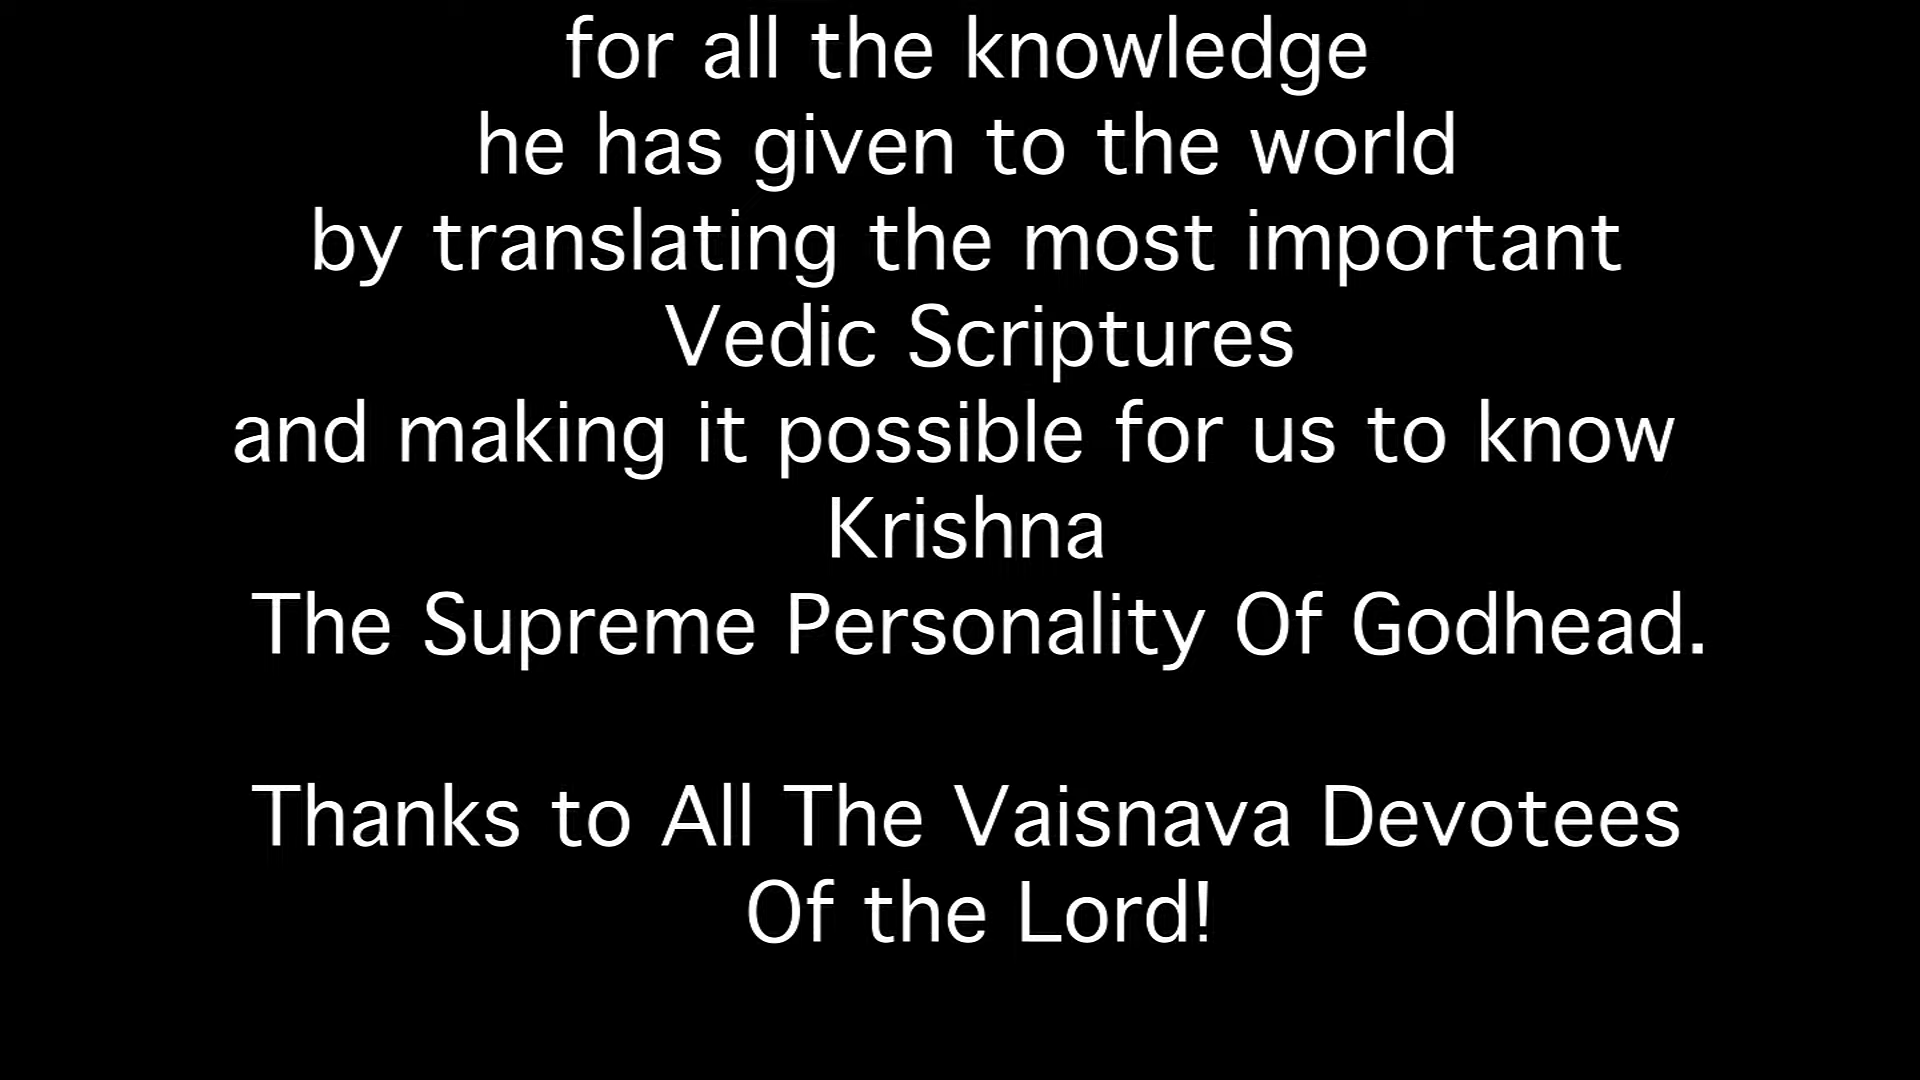 for all the knowledge
he has given to the world
by translating the most important
Vedic Scriptures
and making it possible for us to know
Krishna
The Supreme Personality Of Godhead.
Thanks to All The Vaisnava Devotees
Of the Lord!